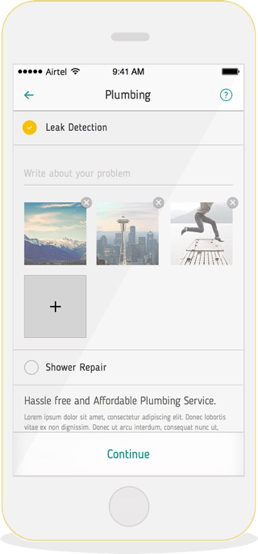 Airtel 9:41 AM
Plumbing ?
Leak Detection
Write about your problem
Shower Repair
Hassle free and Affordable Plumbing Service.
Lorem ipsum dolor sit amet, consectetur adipiscing elit. Donec lobortis
vitae ex non dignissim. Donec ut arcu interdum, consequat nunc ut,
Continue